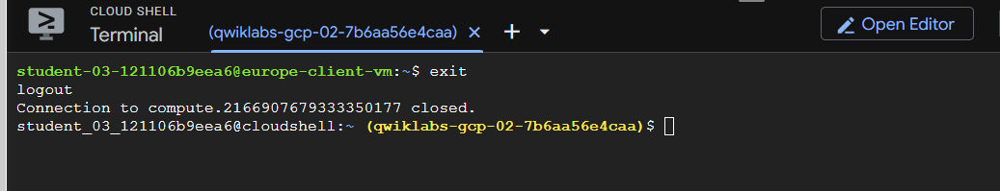 CLOUD SHELL
Terminal
(qwiklabs-gcp-02-7b6aa56e4caa)
Open Editor
student-03-121106b9eea6@europe-client-vm:~$ exit
logout
Connection to compute.2166907679333350177 closed.
student_03_121106b9eea6@cloudshell:~ (qwiklabs-gcp-02-7b6aa56e4caa)$